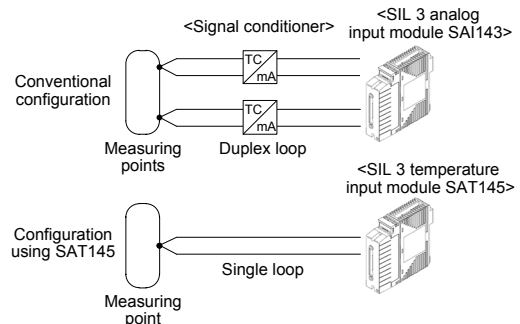 <Signal conditioner>
<SIL 3 analog
input module SAI143>
Conventional
configuration
TC
mA
TC
mA
Measuring
points
Duplex loop
<SIL 3 temperature
input module SAT145>
Configuration
using SAT145
Single loop
Measuring
point